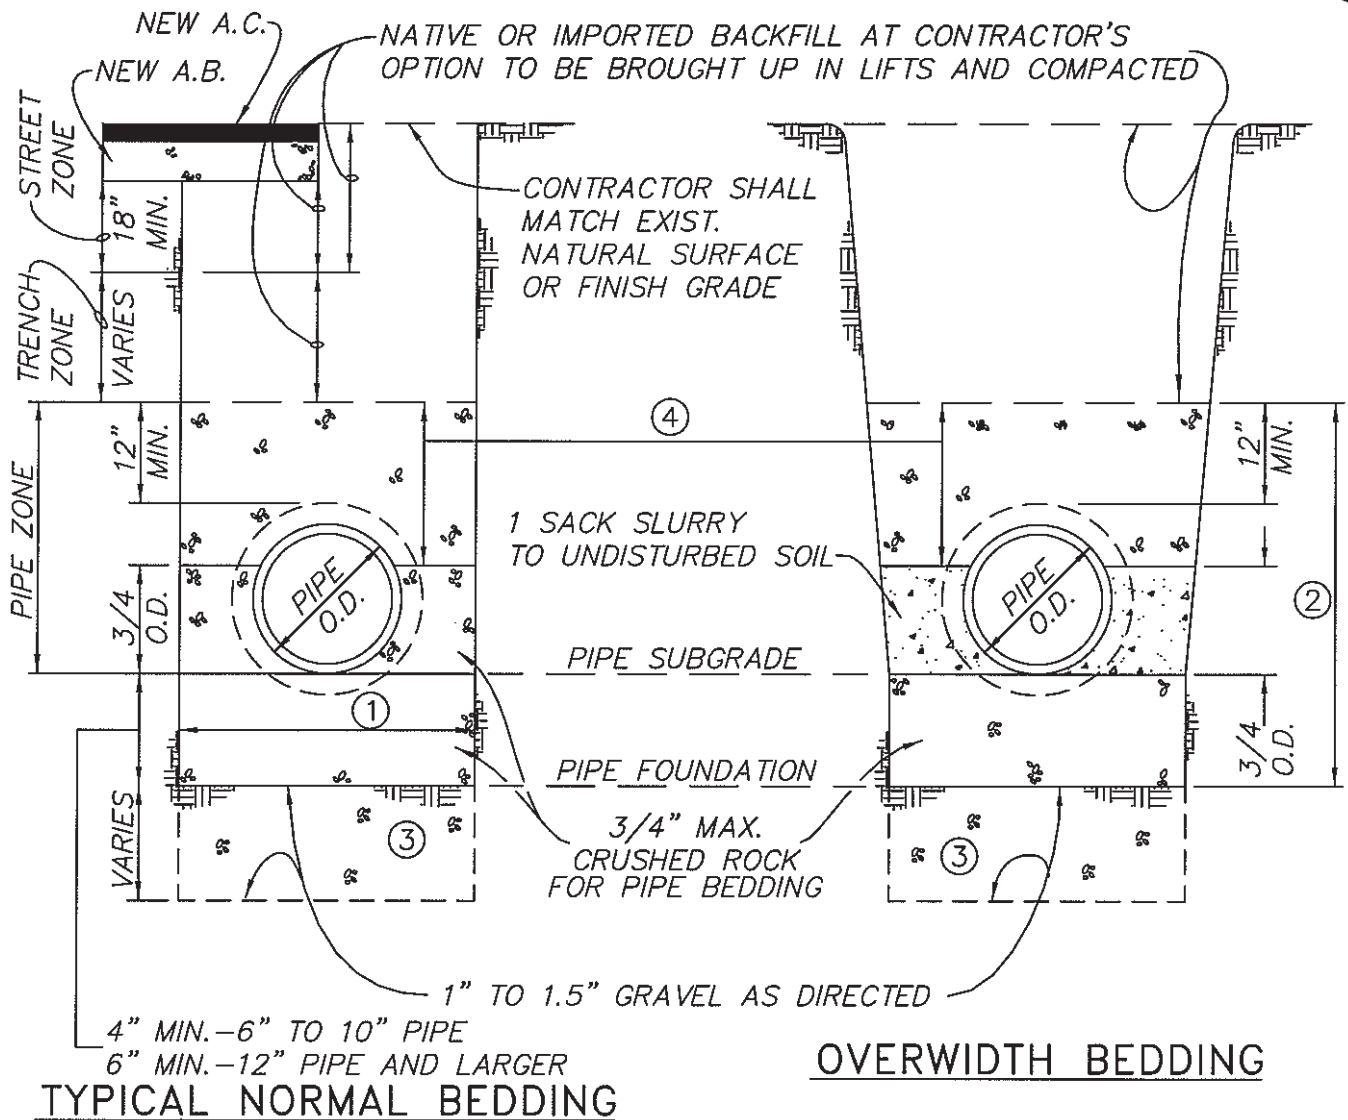 NEW A.C.
NEW A.B.
NATIVE OR IMPORTED BACKFILL AT CONTRACTOR'S
OPTION TO BE BROUGHT UP IN LIFTS AND COMPACTED
STREET
ZONE
18"
MIN.
CONTRACTOR SHALL
MATCH EXIST.
NATURAL SURFACE
OR FINISH GRADE
TRENCH
ZONE
VARIES
PIPE ZONE
12"
MIN.
4
12"
MIN.
1 SACK SLURRY
TO UNDISTURBED SOIL
3/4
O.D.
PIPE
O.D.
PIPE
O.D.
2
PIPE SUBGRADE
1
3/4
O.D.
PIPE FOUNDATION
VARIES
3
3/4" MAX.
CRUSHED ROCK
FOR PIPE BEDDING
3
1" TO 1.5" GRAVEL AS DIRECTED
4" MIN.-6" TO 10" PIPE
6" MIN.-12" PIPE AND LARGER
TYPICAL NORMAL BEDDING
OVERWIDTH BEDDING